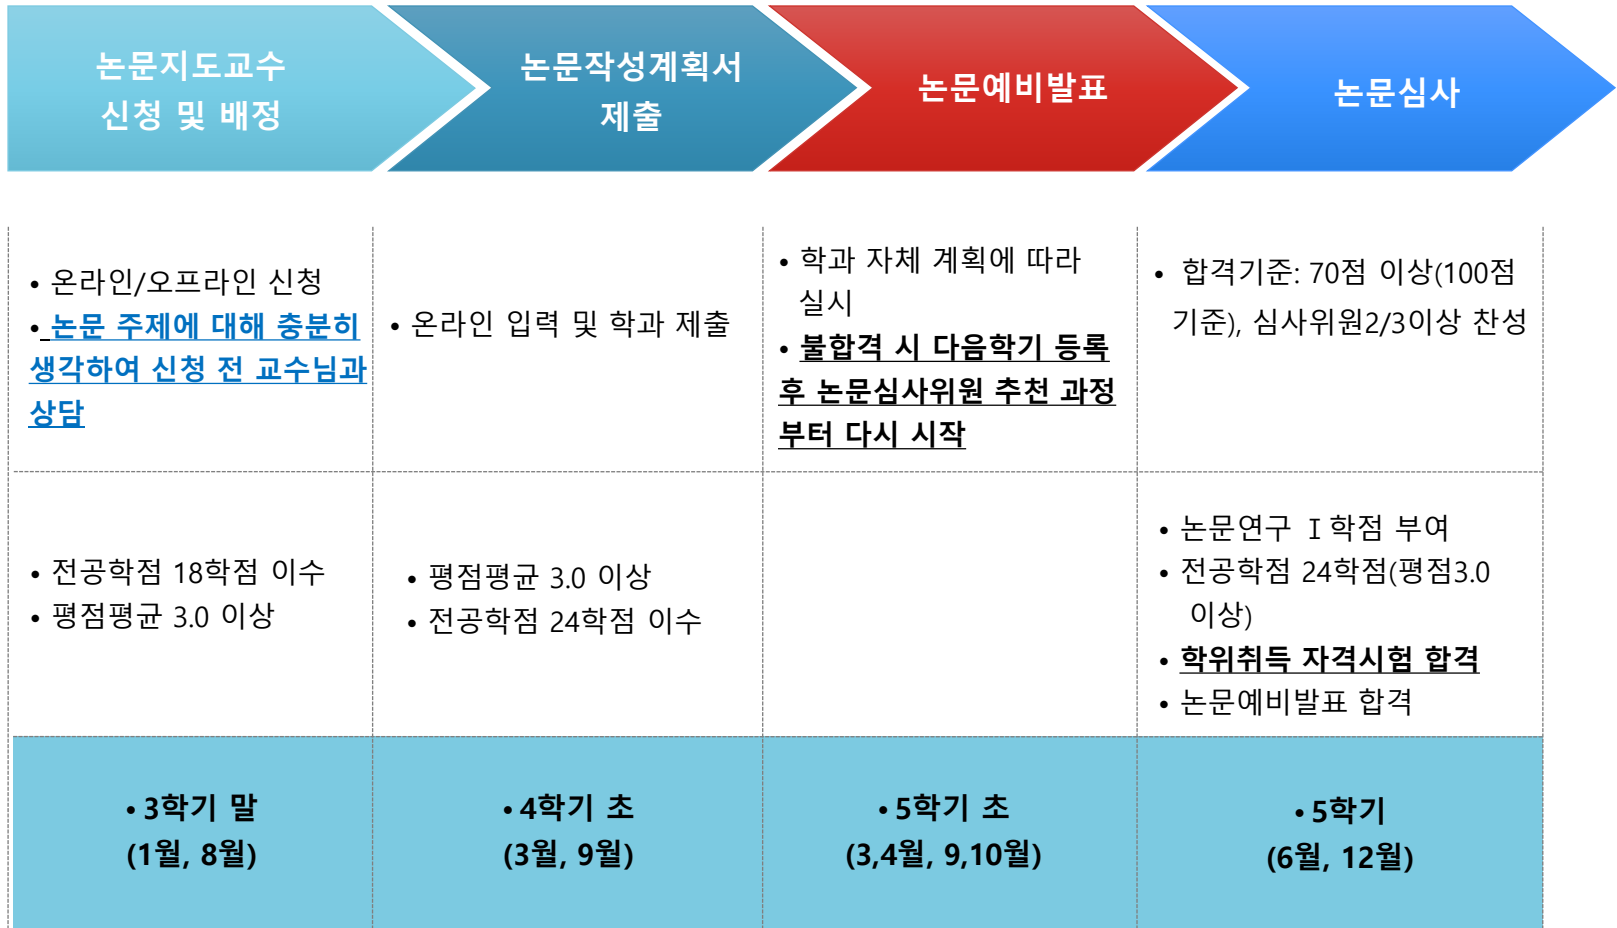 논문지도교수
신청 및 배정
논문작성계획서
제출
논문예비발표
논문심사
• 온라인/오프라인 신청
• 논문 주제에 대해 충분히
생각하여 신청 전 교수님과
상담
• 온라인 입력 및 학과 제출
• 학과 자체 계획에 따라
실시
• 불합격 시 다음학기 등록
후 논문심사위원 추천 과정
부터 다시 시작
• 합격기준: 70점 이상(100점
기준), 심사위원2/3이상 찬성
• 전공학점 18학점 이수
• 평점평균 3.0 이상
• 평점평균 3.0 이상
• 전공학점 24학점 이수
• 논문연구 Ⅰ학점 부여
• 전공학점 24학점(평점3.0
이상)
• 학위취득 자격시험 합격
• 논문예비발표 합격
• 3학기 말
(1월, 8월)
• 4학기 초
(3월, 9월)
• 5학기 초
(3,4월, 9,10월)
• 5학기
(6월, 12월)